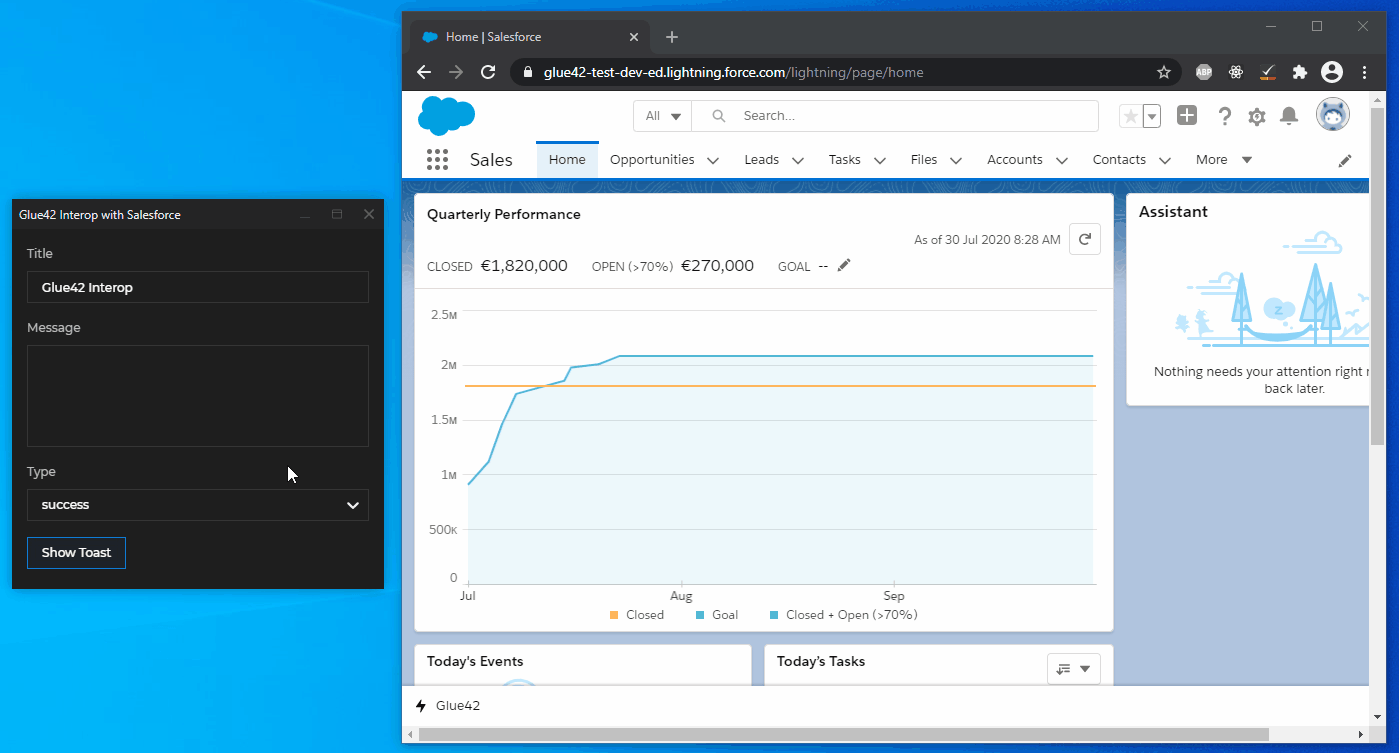 Glue42 Interop with Salesforce
Title
Glue42 Interop
Message
Type
success
Show Toast
Home | Salesforce
glue42-test-dev-ed.lightning.force.com/lightning/page/home
ABP
All
Search...
Sales
Home
Opportunities
Leads
Tasks
Files
Accounts
Contacts
More
Quarterly Performance
As of 30 Jul 2020 8:28 AM
CLOSED €1,820,000 OPEN (>70%) €270,000 GOAL --
2.5M
2M
1.5M
1M
500K
0
Jul Aug Sep
Closed Goal Closed + Open (>70%)
Assistant
z
Nothing needs your attention right
back later.
Today's Events
Today's Tasks
Glue42